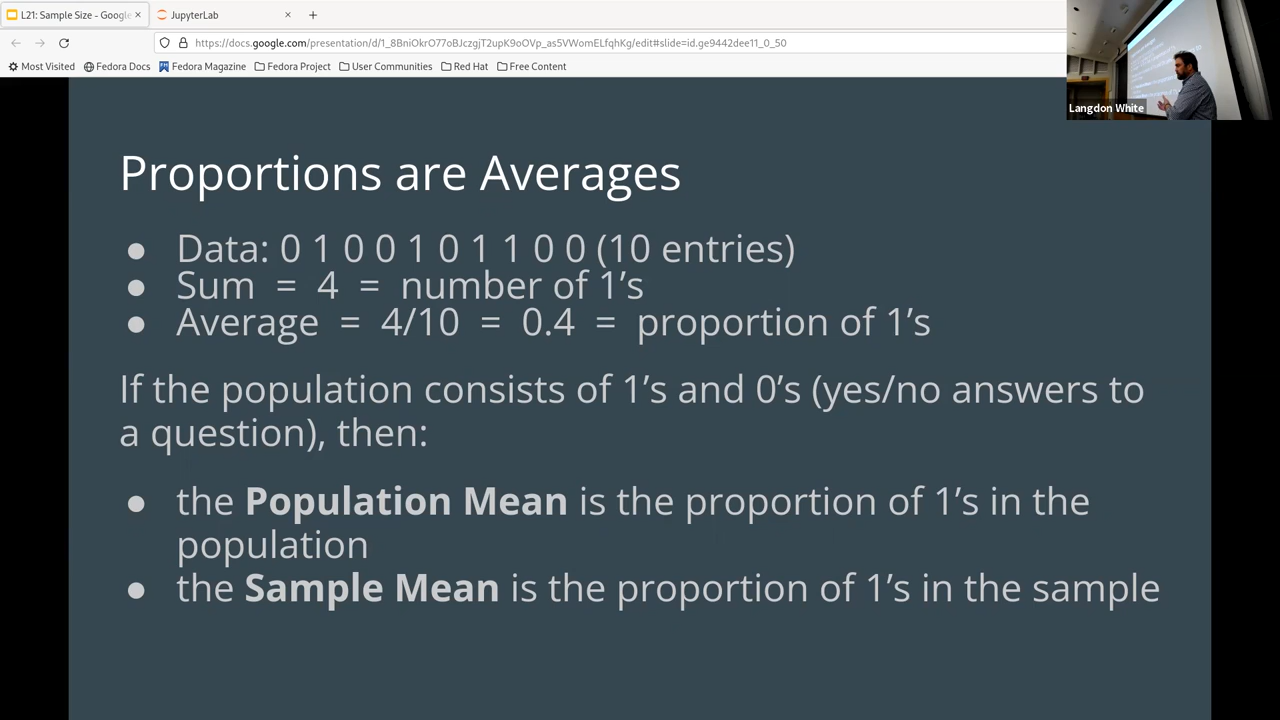 L21: Sample Size - Google
JupyterLab
https://docs.google.com/presentation/d/1_8BniOkrO77oBJczgjT2upK9oOVp_as5VWomELfqhKg/edit#slide=id.ge9442dee11_0_50
Most Visited Fedora Docs Fedora Magazine Fedora Project User Communities Red Hat Free Content
Langdon White
Proportions are Averages
● Data: 0 1 0 0 1 0 1 1 0 0 (10 entries)
● Sum = 4 = number of 1’s
● Average = 4/10 = 0.4 = proportion of 1’s
If the population consists of 1’s and 0’s (yes/no answers to
a question), then:
● the Population Mean is the proportion of 1’s in the
population
● the Sample Mean is the proportion of 1’s in the sample